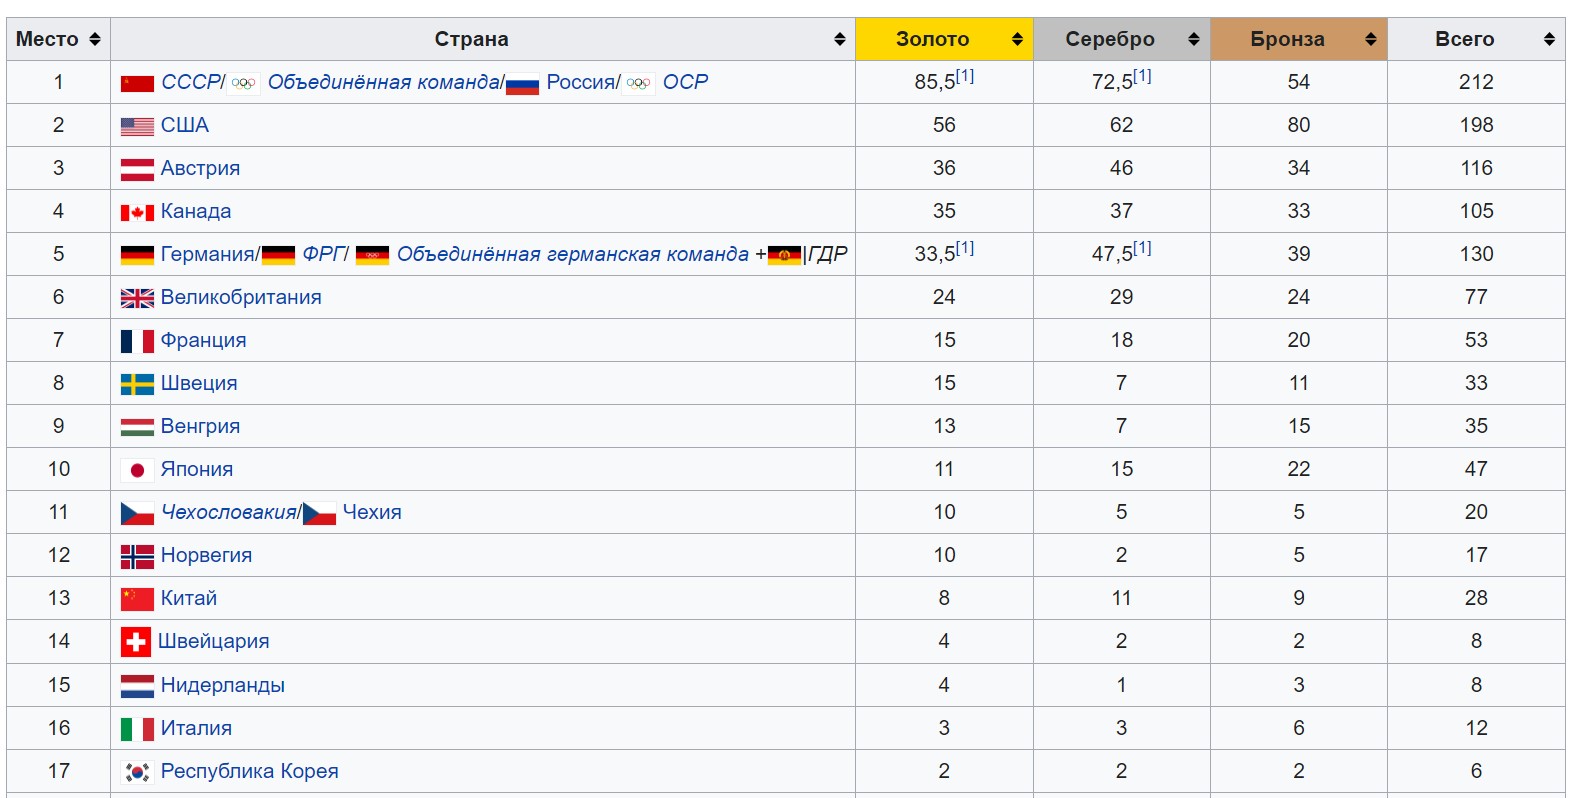 Место Страна Золото Серебро Бронза Всего
1 СССР/ Объединённая команда/ Россия/ ОСР 85,5[1] 72,5[1] 54 212
2 США 56 62 80 198
3 Австрия 36 46 34 116
4 Канада 35 37 33 105
5 Германия/ ФРГ/ Объединённая германская команда +|ГДР 33,5[1] 47,5[1] 39 130
6 Великобритания 24 29 24 77
7 Франция 15 18 20 53
8 Швеция 15 7 11 33
9 Венгрия 13 7 15 35
10 Япония 11 15 22 47
11 Чехословакия/ Чехия 10 5 5 20
12 Норвегия 10 2 5 17
13 Китай 8 11 9 28
14 Швейцария 4 2 2 8
15 Нидерланды 4 1 3 8
16 Италия 3 3 6 12
17 Республика Корея 2 2 2 6